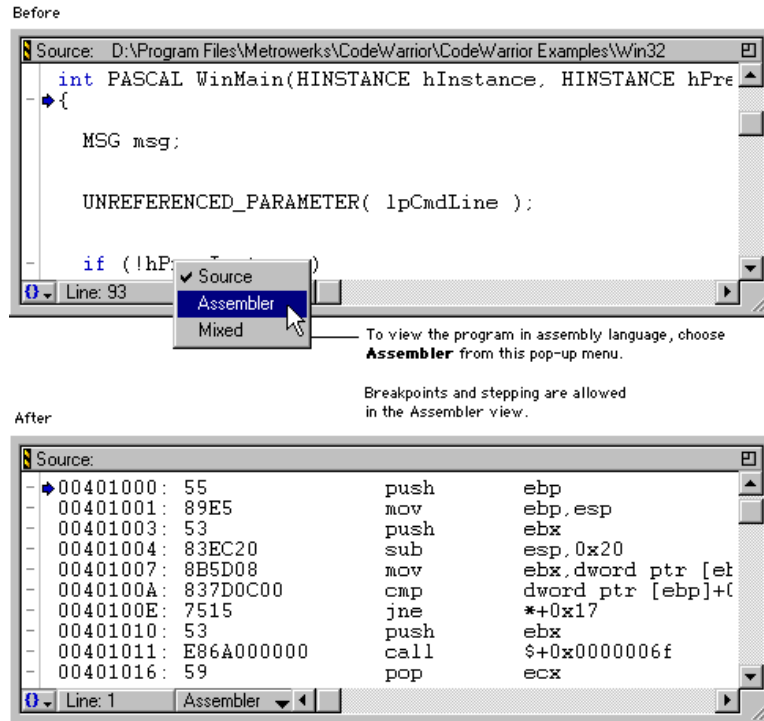 Before
Source: D:\Program Files\Metrowerks\CodeWarrior\CodeWarrior Examples\Win32
int PASCAL WinMain(HINSTANCE hInstance, HINSTANCE hPre
{
MSG msg;
UNREFERENCED_PARAMETER( lpCmdLine );
if (!hP )
Line: 93
Source
Assembler
Mixed
To view the program in assembly language, choose
Assembler from this pop-up menu.
Breakpoints and stepping are allowed
in the Assembler view.
After
Source:
00401000: 55 push ebp
00401001: 89E5 mov ebp,esp
00401003: 53 push ebx
00401004: 83EC20 sub esp,0x20
00401007: 8B5D08 mov ebx,dword ptr [eb
0040100A: 837D0C00 cmp dword ptr [ebp]+0
0040100E: 7515 jne *+0x17
00401010: 53 push ebx
00401011: E86A000000 call $+0x0000006f
00401016: 59 pop ecx
Line: 1 Assembler